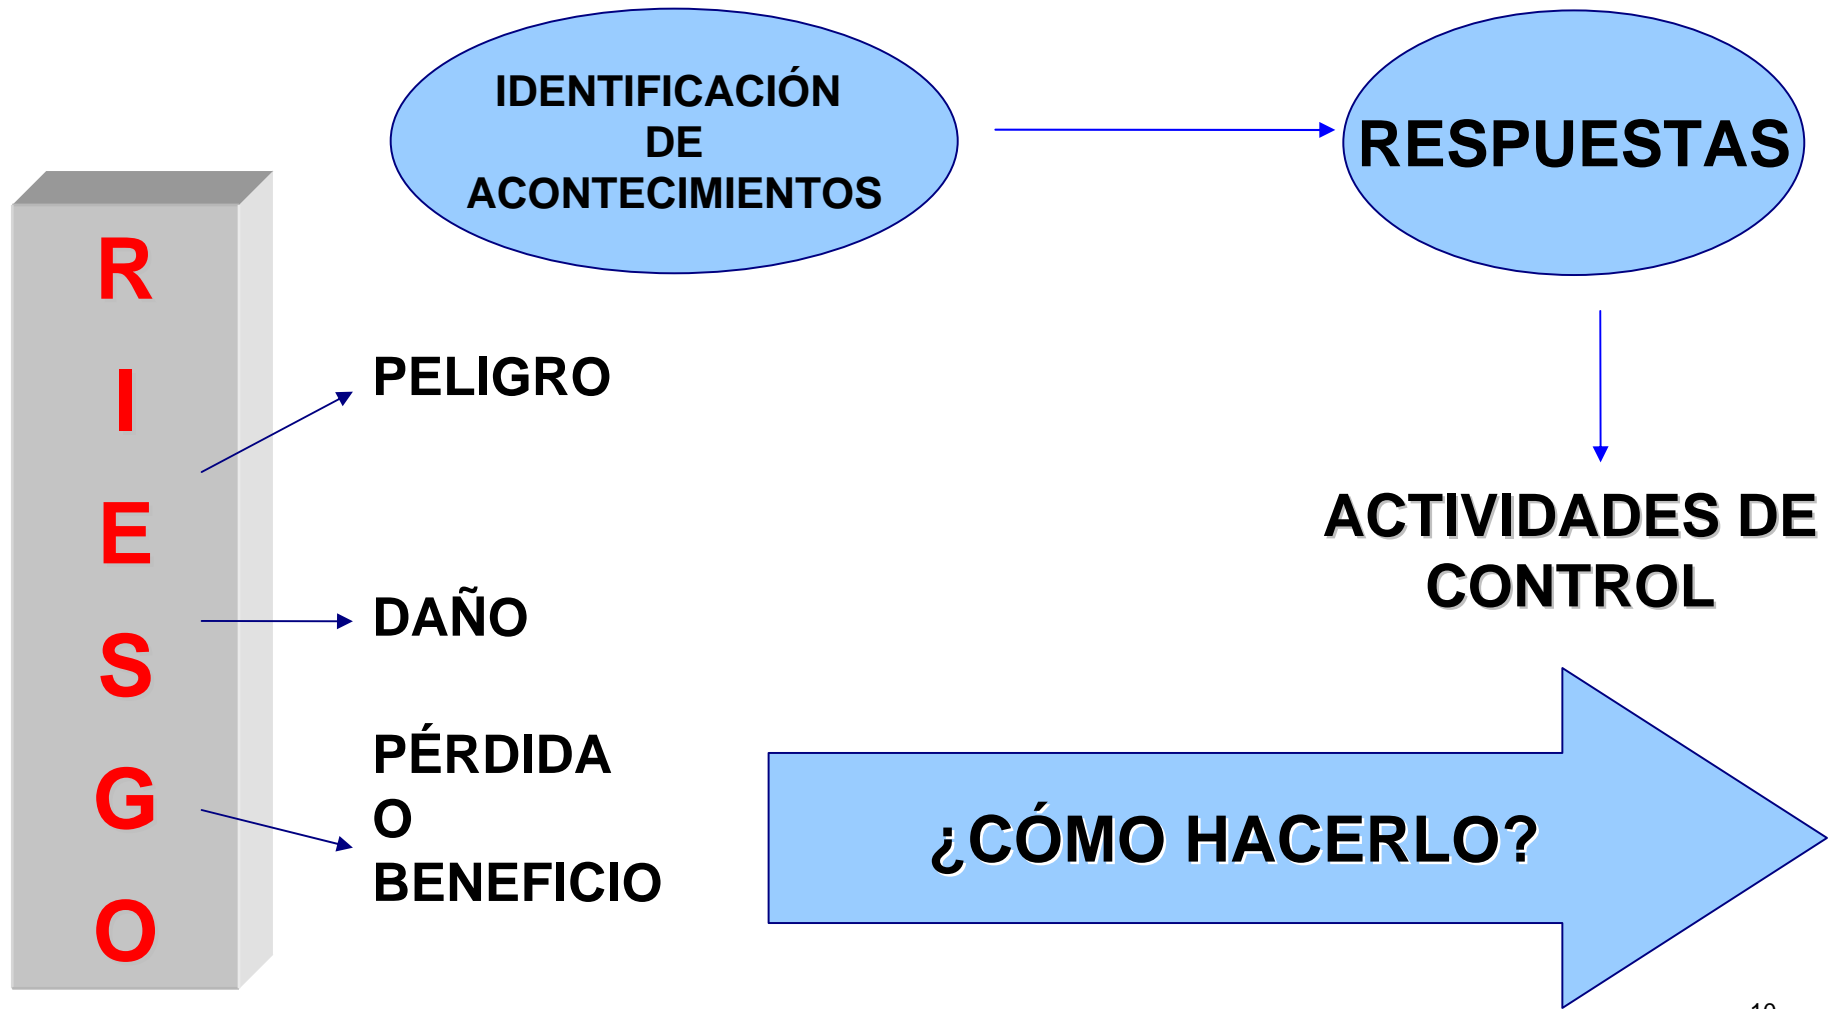 IDENTIFICACIÓN
DE
ACONTECIMIENTOS
RESPUESTAS
R
I
E
S
G
O
PELIGRO
DAÑO
PÉRDIDA
O
BENEFICIO
ACTIVIDADES DE
CONTROL
¿CÓMO HACERLO?